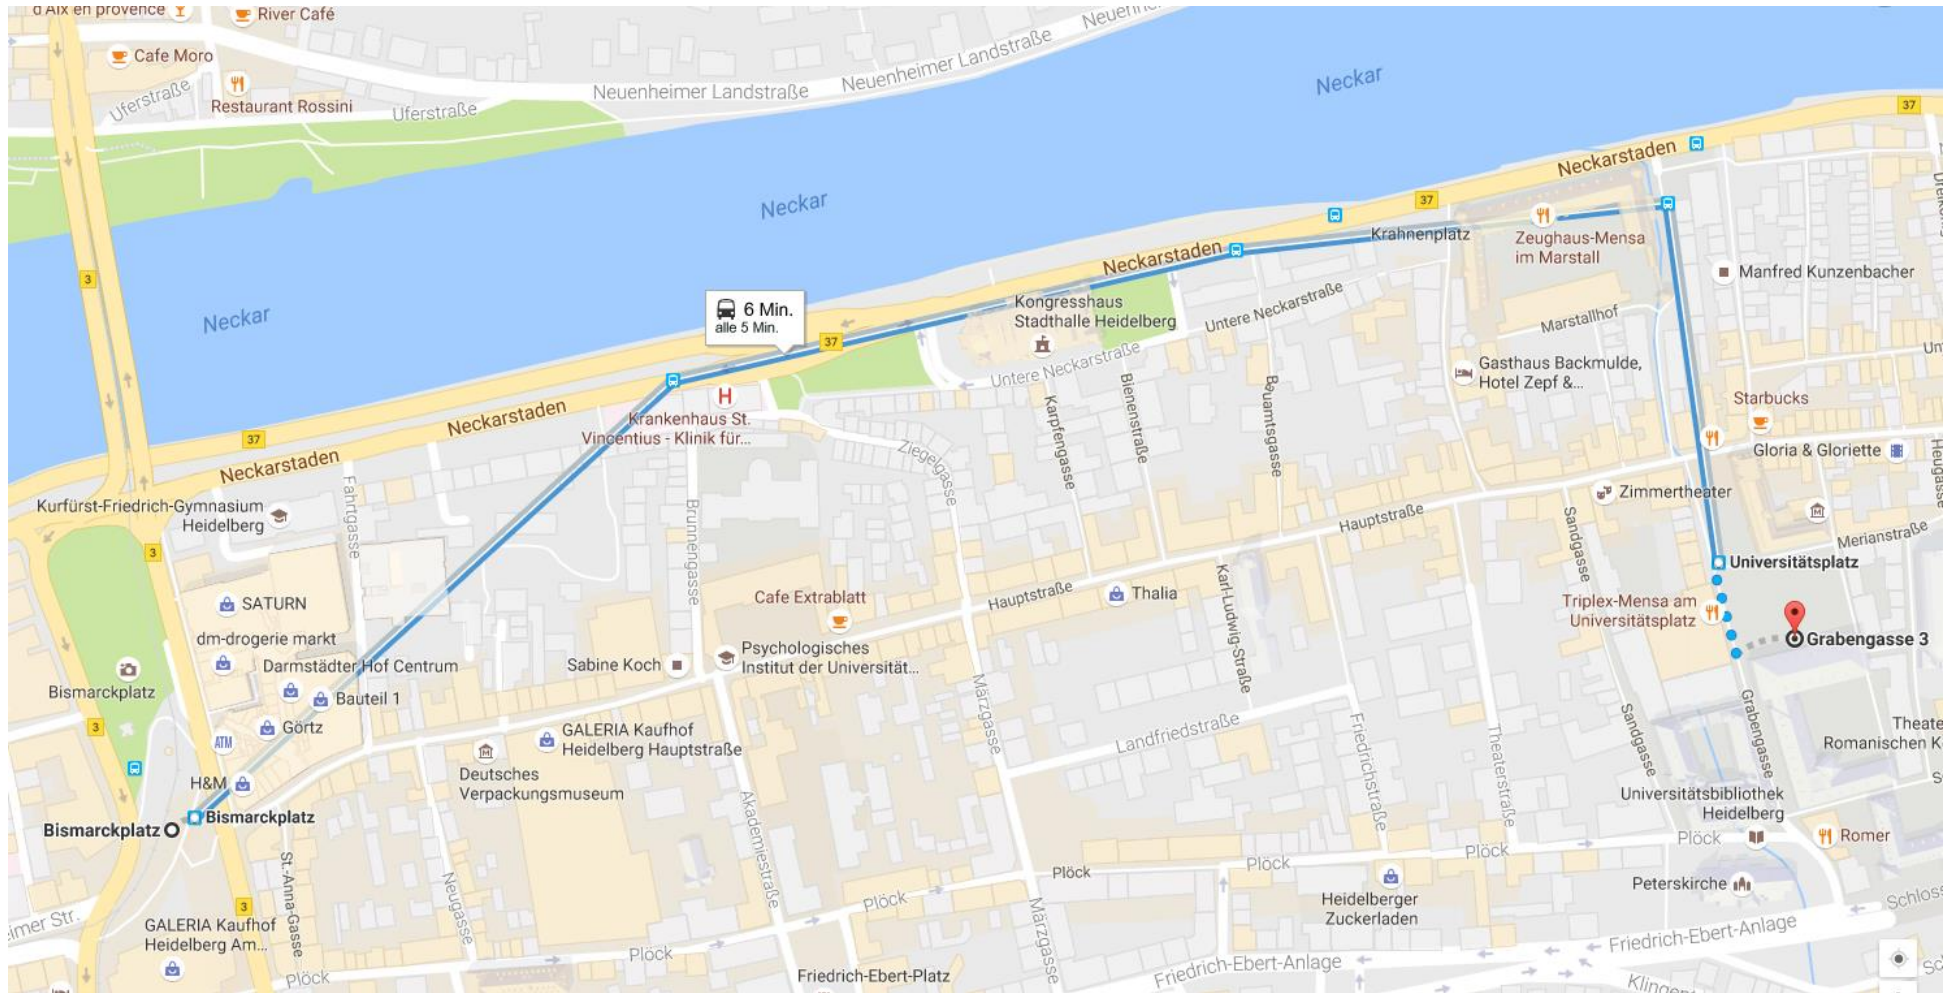 d'Aix en provence
River Café
Cafe Moro
Restaurant Rossini
Uferstraße
Uferstraße
Neuenheimer Landstraße
Neuenheimer Landstraße
Neckar
Neckar
Neckar
37
Neckarstaden
37
Krahnenplatz
Zeughaus-Mensa
im Marstall
Manfred Kunzenbacher
3
Neckarstaden
Kongresshaus
Stadthalle Heidelberg
Untere Neckarstraße
Marstallhof
6 Min.
alle 5 Min.
37
Untere Neckarstraße
Gasthaus Backmulde,
Hotel Zepf &...
Starbucks
H
Krankenhaus St.
Vincentius - Klinik für...
Neckarstaden
37
Neckarstaden
Ziegelgasse
Karpfengasse
Bienenstraße
Bauamtsgasse
Gloria & Gloriette
Heugasse
Zimmertheater
Kurfürst-Friedrich-Gymnasium
Heidelberg
Fahrtgasse
Brunnengasse
3
Hauptstraße
Sandgasse
Merianstraße
Universitätsplatz
SATURN
dm-drogerie markt
Darmstädter Hof Centrum
Bauteil 1
Görtz
ATM
H&M
Cafe Extrablatt
Hauptstraße
Thalia
Karl-Ludwig-Straße
Triplex-Mensa am
Universitätsplatz
Grabengasse 3
Psychologisches
Institut der Universität...
Sabine Koch
Bismarckplatz
3
GALERIA Kaufhof
Heidelberg Hauptstraße
Deutsches
Verpackungsmuseum
Märzgasse
Landfriedstraße
Friedrichstraße
Theaterstraße
Sandgasse
Grabengasse
Theate
Romanischen K
Universitätsbibliothek
Heidelberg
Bismarckplatz
Bismarckplatz
St.-Anna-Gasse
Neugasse
Akademiestraße
Plöck
Plöck
Plöck
Plöck
Romer
Peterskirche
Heidelberger
Zuckerladen
3
Plöck
Märzgasse
GALERIA Kaufhof
Heidelberg Am...
eimer Str.
Plöck
Plöck
Friedrich-Ebert-Platz
Friedrich-Ebert-Anlage
Friedrich-Ebert-Anlage
Schloss